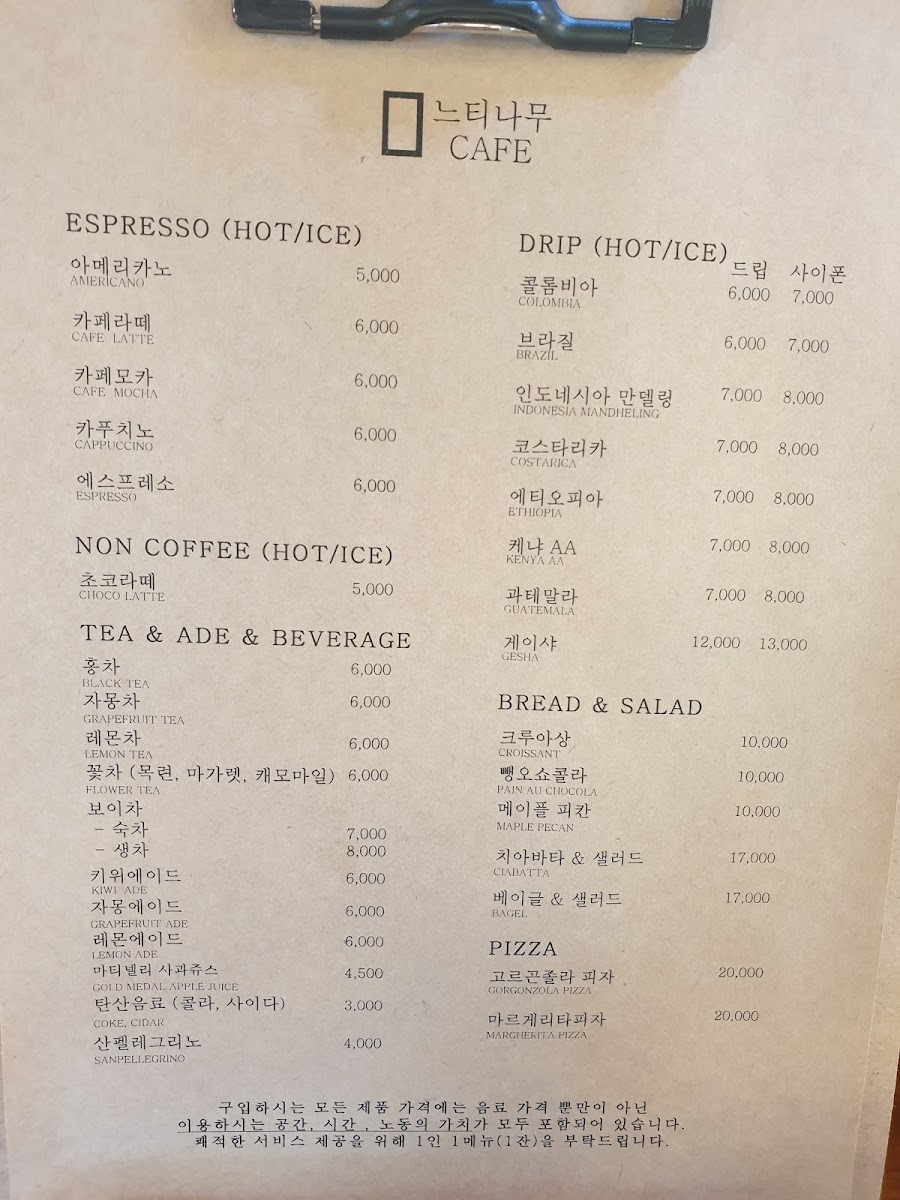 느티나무
CAFE
ESPRESSO (HOT/ICE)
아메리카노 5,000
AMERICANO
카페라떼 6,000
CAFE LATTE
카페모카 6,000
CAFE MOCHA
카푸치노 6,000
CAPPUCCINO
에스프레소 6,000
ESPRESSO
NON COFFEE (HOT/ICE)
초코라떼 5,000
CHOCO LATTE
TEA & ADE & BEVERAGE
홍차 6,000
BLACK TEA
자몽차 6,000
GRAPEFRUIT TEA
레몬차 6,000
LEMON TEA
꽃차 (목련, 마가렛, 캐모마일) 6,000
FLOWER TEA
보이차
- 숙차 7,000
- 생차 8,000
키위에이드 6,000
KIWI ADE
자몽에이드 6,000
GRAPEFRUIT ADE
레몬에이드 6,000
LEMON ADE
마티넬리 사과쥬스 4,500
GOLD MEDAL APPLE JUICE
탄산음료 (콜라, 사이다) 3,000
COKE, CIDAR
산펠레그리노 4,000
SANPELLEGRINO
DRIP (HOT/ICE)
드립 사이폰
콜롬비아 6,000 7,000
COLOMBIA
브라질 6,000 7,000
BRAZIL
인도네시아 만델링 7,000 8,000
INDONESIA MANDHELING
코스타리카 7,000 8,000
COSTARICA
에티오피아 7,000 8,000
ETHIOPIA
케냐 AA 7,000 8,000
KENYA AA
과테말라 7,000 8,000
GUATEMALA
게이샤 12,000 13,000
GESHA
BREAD & SALAD
크루아상 10,000
CROISSANT
뺑오쇼콜라 10,000
PAIN AU CHOCOLA
메이플 피칸 10,000
MAPLE PECAN
치아바타 & 샐러드 17,000
CIABATTA
베이글 & 샐러드 17,000
BAGEL
PIZZA
고르곤졸라 피자 20,000
GORGONZOLA PIZZA
마르게리타피자 20,000
MARGHERITA PIZZA
구입하시는 모든 제품 가격에는 음료 가격 뿐만이 아닌
이용하시는 공간, 시간 , 노동의 가치가 모두 포함되어 있습니다.
쾌적한 서비스 제공을 위해 1인 1메뉴(1잔)을 부탁드립니다.